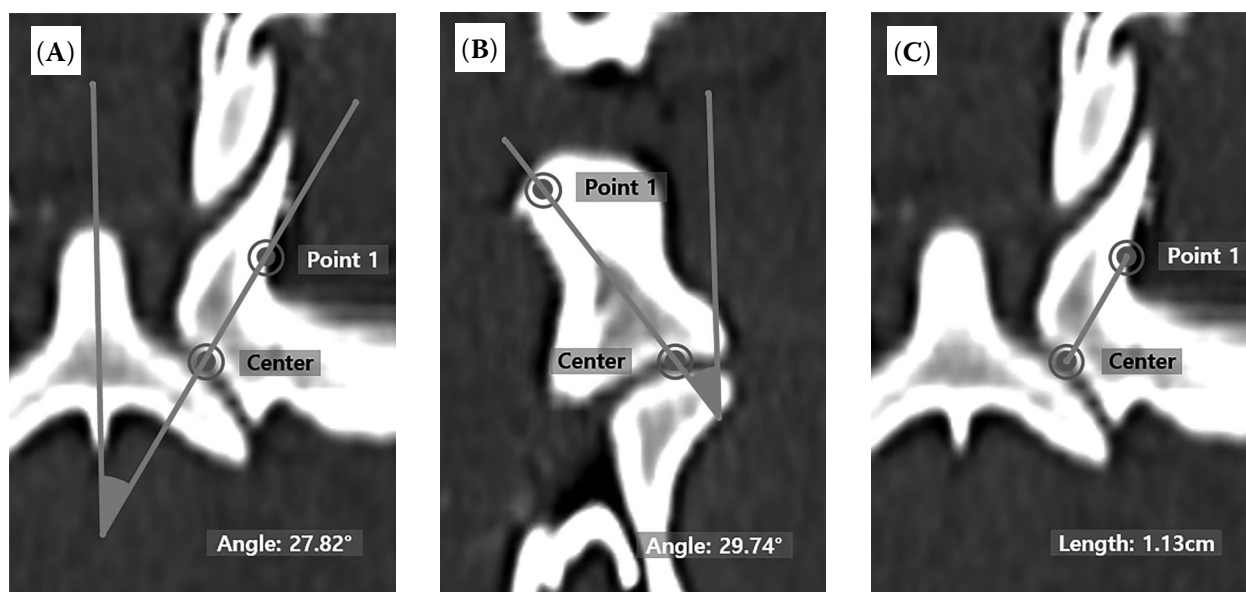 (A)
Point 1
Center
Angle: 27.82°
(B)
Point 1
Center
Angle: 29.74°
(C)
Point 1
Center
Length: 1.13cm